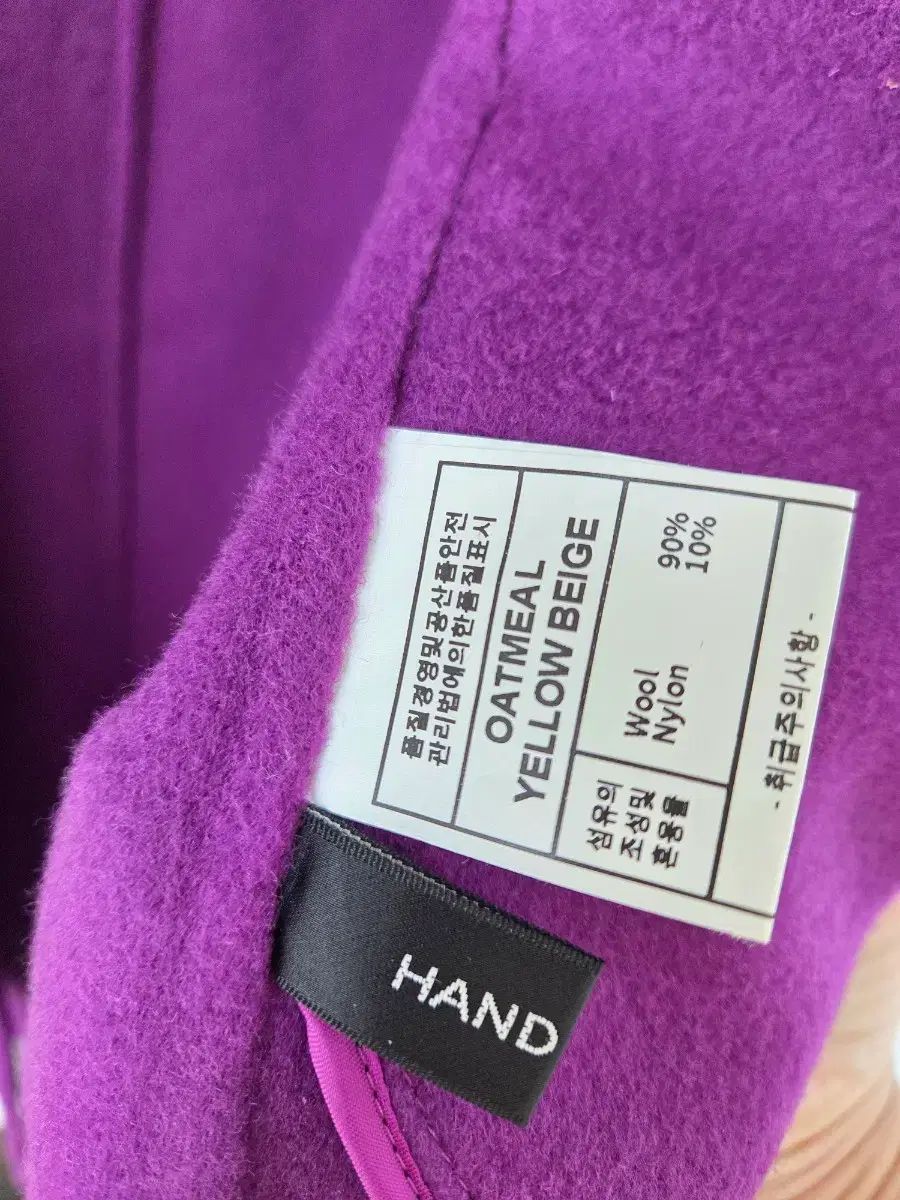 품질경영및공산품안전
관리법에의한품질표시
OATMEAL
YELLOW BEIGE
섬유의
조성및
혼용률
Wool 90%
Nylon 10%
- 취급주의사항 -
HAND